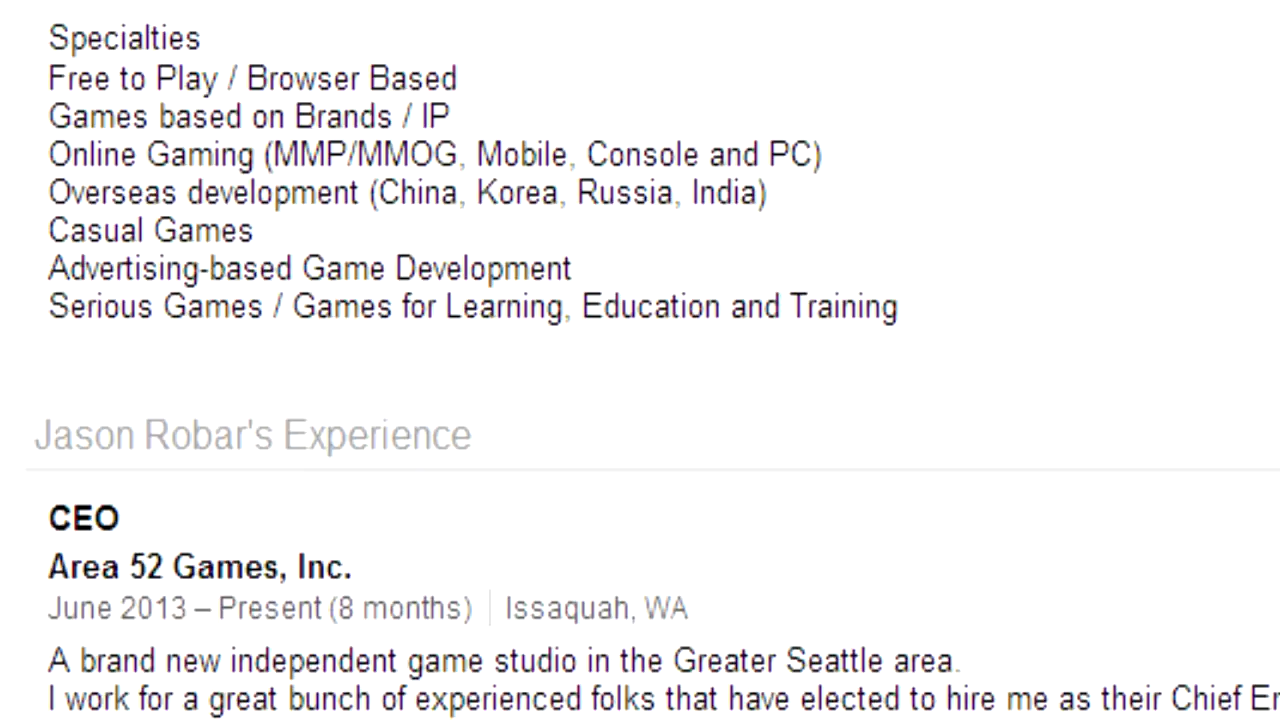 Specialties
Free to Play / Browser Based
Games based on Brands / IP
Online Gaming (MMP/MMOG, Mobile, Console and PC)
Overseas development (China, Korea, Russia, India)
Casual Games
Advertising-based Game Development
Serious Games / Games for Learning, Education and Training
Jason Robar's Experience
CEO
Area 52 Games, Inc.
June 2013 – Present (8 months) Issaquah, WA
A brand new independent game studio in the Greater Seattle area.
I work for a great bunch of experienced folks that have elected to hire me as their Chief